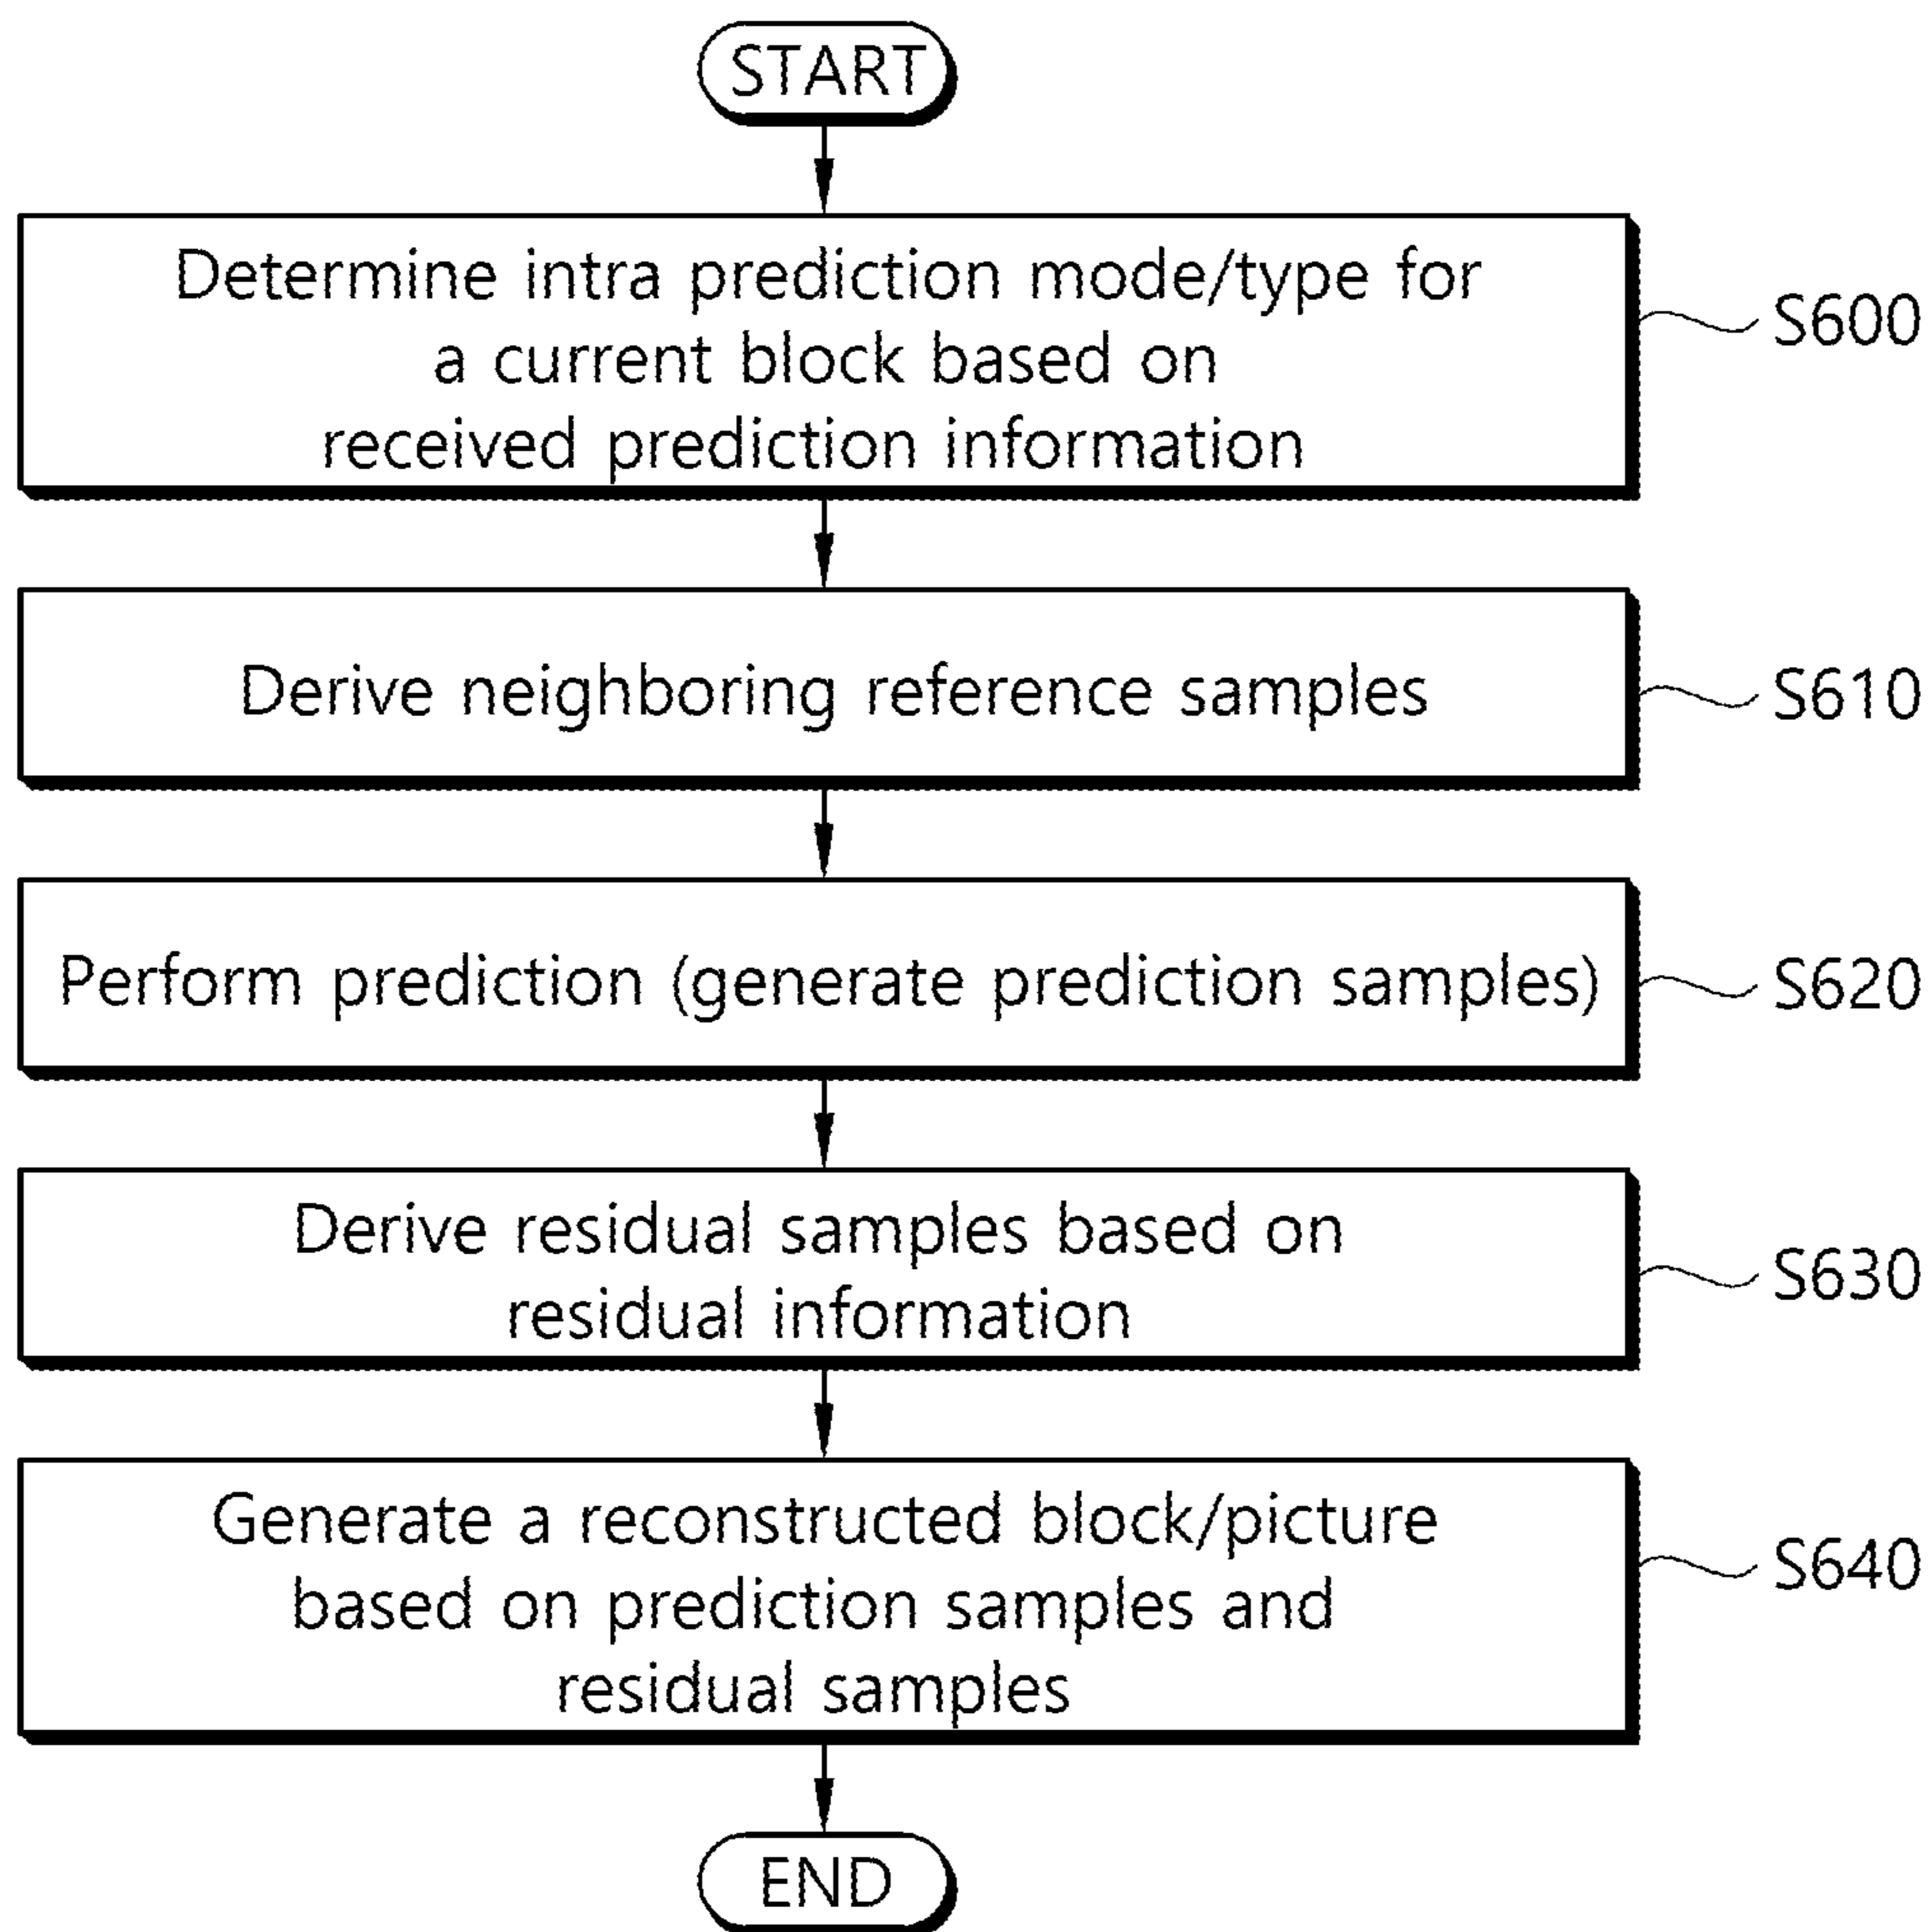 START
Determine intra prediction mode/type for
a current block based on
received prediction information
S600
Derive neighboring reference samples
S610
Perform prediction (generate prediction samples)
S620
Derive residual samples based on
residual information
S630
Generate a reconstructed block/picture
based on prediction samples and
residual samples
S640
END